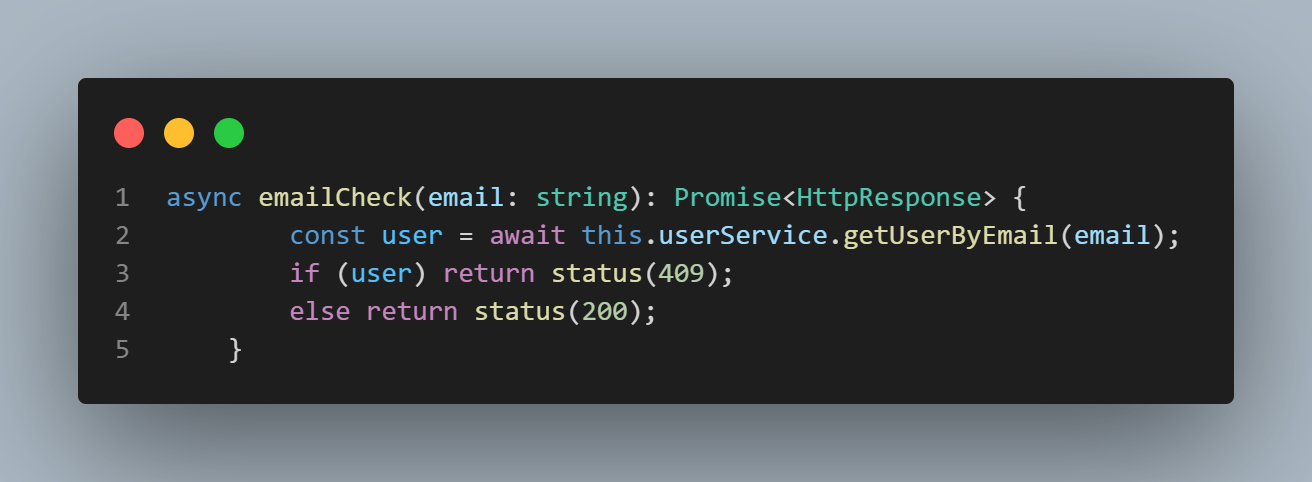 1 async emailCheck(email: string): Promise<HttpResponse> {
2 const user = await this.userService.getUserByEmail(email);
3 if (user) return status(409);
4 else return status(200);
5 }